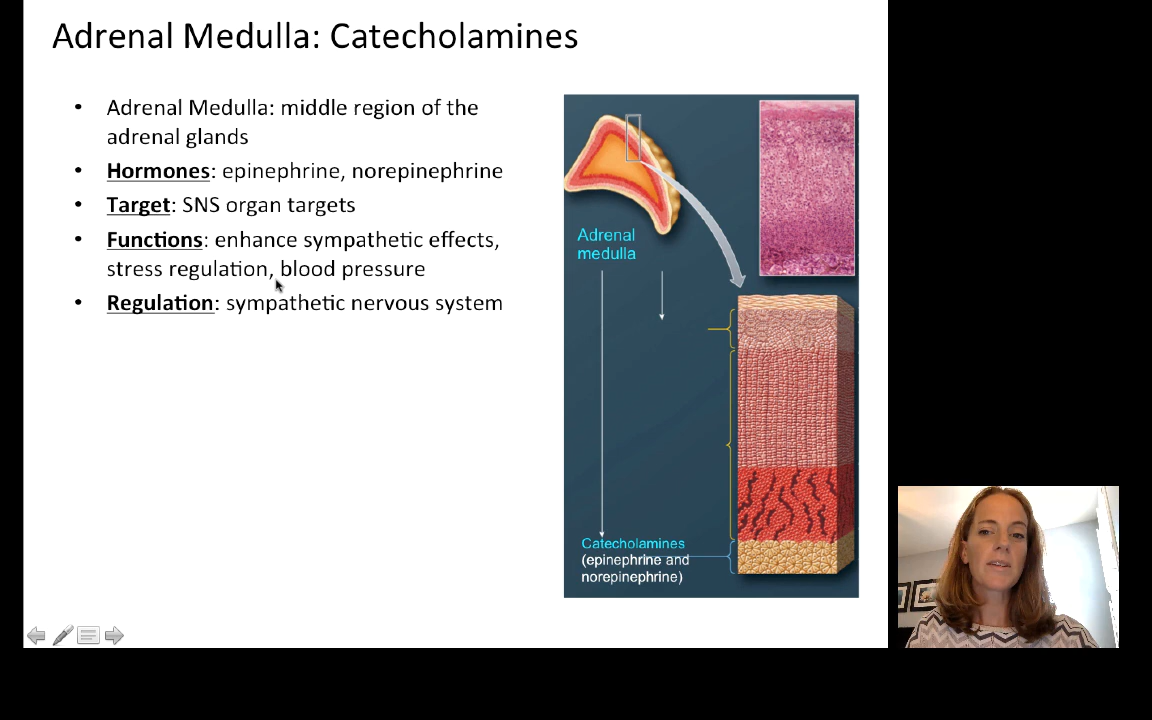 Adrenal Medulla: Catecholamines
• Adrenal Medulla: middle region of the
adrenal glands
• Hormones: epinephrine, norepinephrine
• Target: SNS organ targets
• Functions: enhance sympathetic effects,
stress regulation, blood pressure
• Regulation: sympathetic nervous system
Adrenal
medulla
Catecholamines
(epinephrine and
norepinephrine)